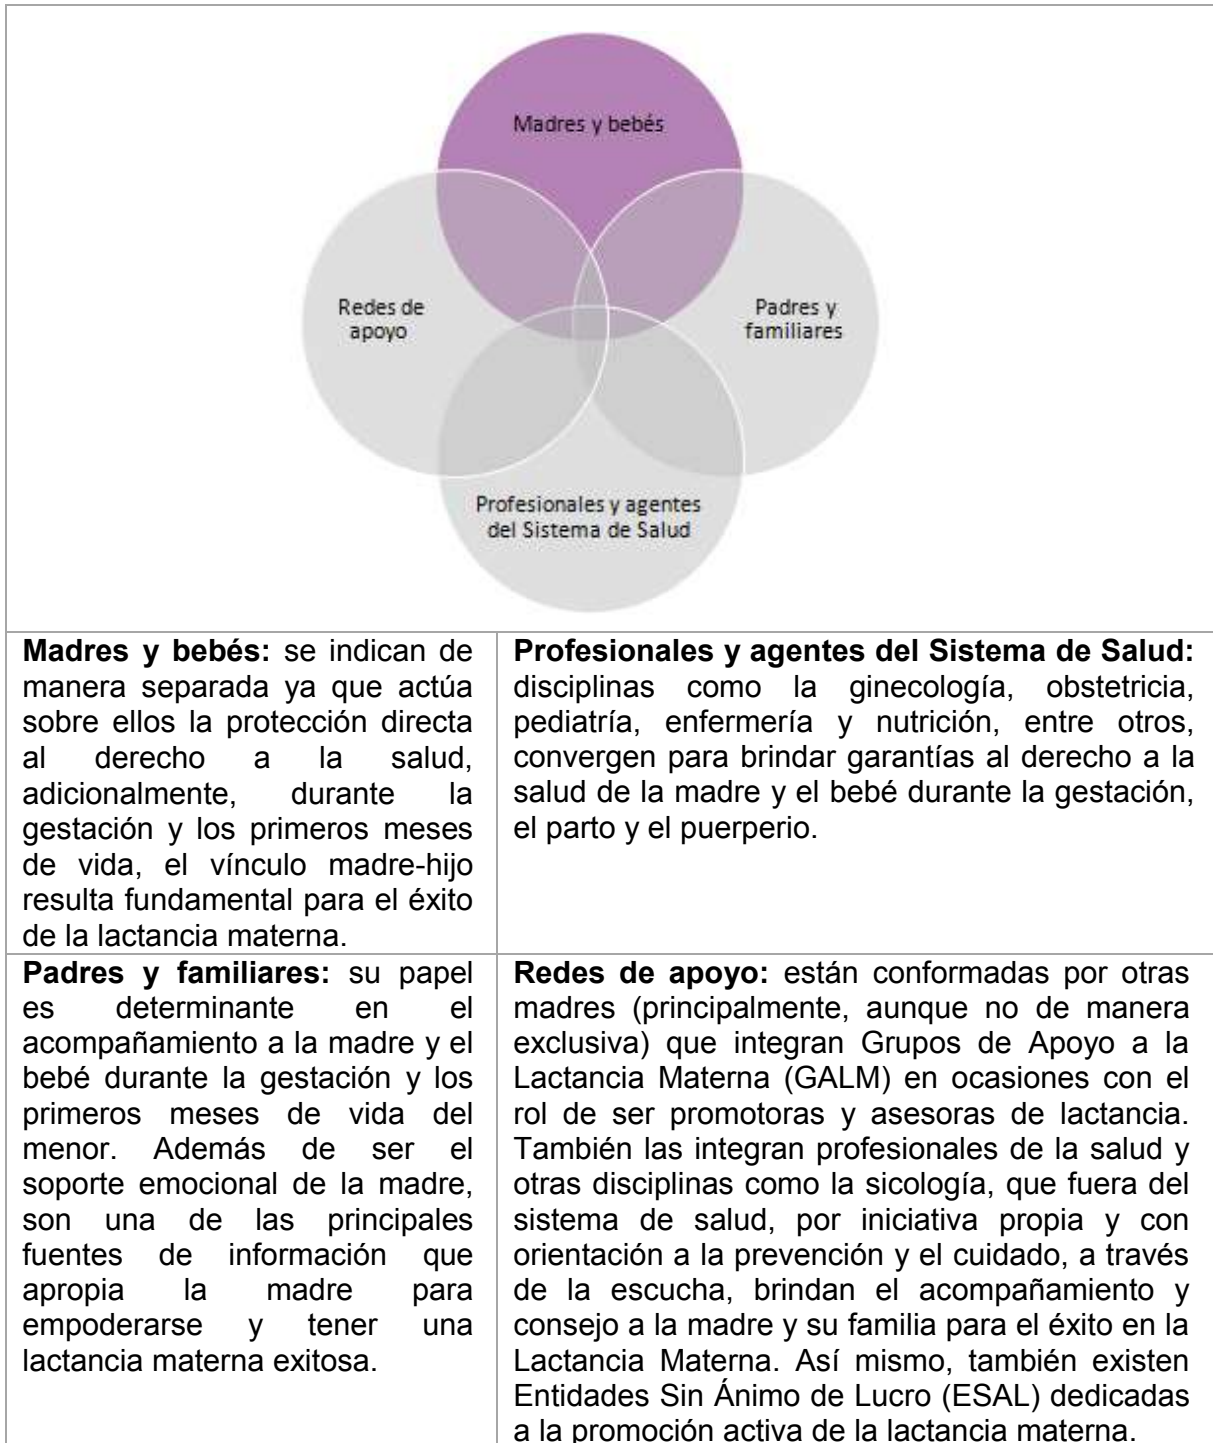 Madres y bebés
Redes de
apoyo
Padres y
familiares
Profesionales y agentes
del Sistema de Salud
Madres y bebés: se indican de
manera separada ya que actúa
sobre ellos la protección directa
al derecho a la salud,
adicionalmente, durante la
gestación y los primeros meses
de vida, el vínculo madre-hijo
resulta fundamental para el éxito
de la lactancia materna.
Profesionales y agentes del Sistema de Salud:
disciplinas como la ginecología, obstetricia,
pediatría, enfermería y nutrición, entre otros,
convergen para brindar garantías al derecho a la
salud de la madre y el bebé durante la gestación,
el parto y el puerperio.
Padres y familiares: su papel
es determinante en el
acompañamiento a la madre y el
bebé durante la gestación y los
primeros meses de vida del
menor. Además de ser el
soporte emocional de la madre,
son una de las principales
fuentes de información que
apropia la madre para
empoderarse y tener una
lactancia materna exitosa.
Redes de apoyo: están conformadas por otras
madres (principalmente, aunque no de manera
exclusiva) que integran Grupos de Apoyo a la
Lactancia Materna (GALM) en ocasiones con el
rol de ser promotoras y asesoras de lactancia.
También las integran profesionales de la salud y
otras disciplinas como la sicología, que fuera del
sistema de salud, por iniciativa propia y con
orientación a la prevención y el cuidado, a través
de la escucha, brindan el acompañamiento y
consejo a la madre y su familia para el éxito en la
Lactancia Materna. Así mismo, también existen
Entidades Sin Ánimo de Lucro (ESAL) dedicadas
a la promoción activa de la lactancia materna.